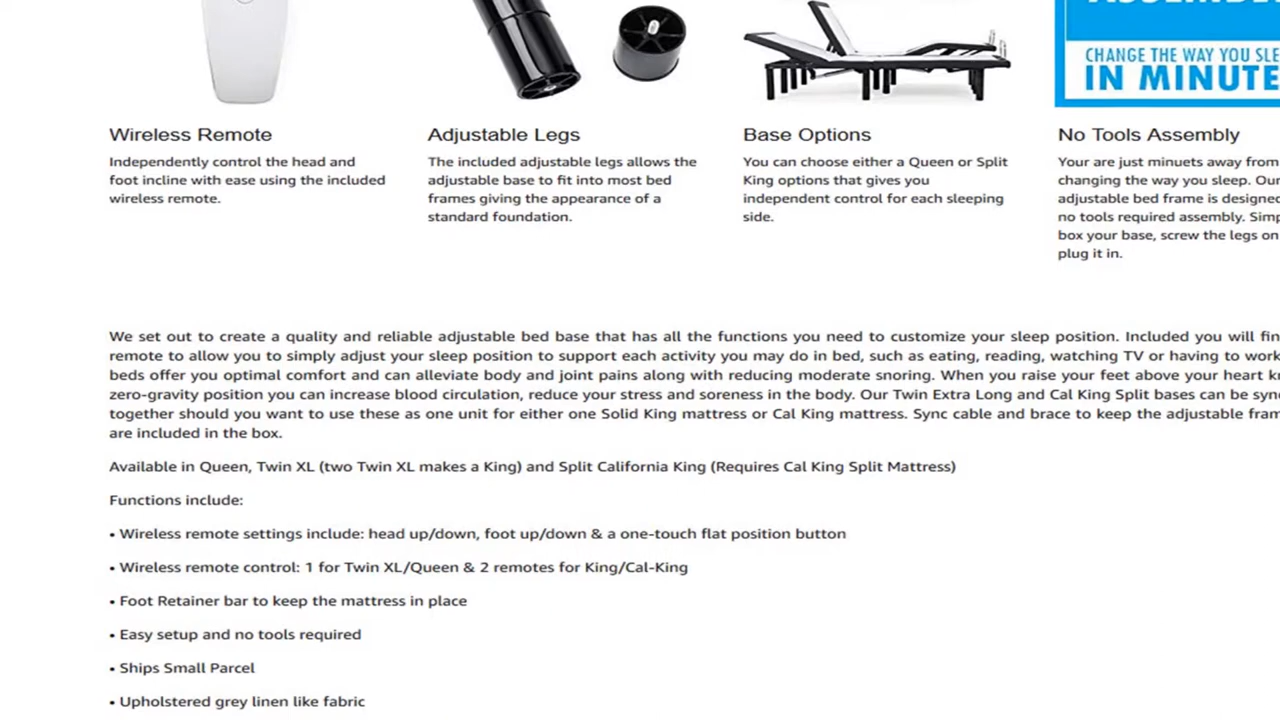 CHANGE THE WAY YOU
IN
Wireless Remote
Independently control the head and
foot incline with ease using the included
wireless remote.
Adjustable Legs
The included adjustable legs allows the
adjustable base to fit into most bed
frames giving the appearance of a
standard foundation.
Base Options
You can choose either a Queen or Split
King options that gives you
independent control for each sleeping
side.
No Tools Assembly
Your are just minuets away from
changing the way you sleep. Our
adjustable bed frame is designed
no tools required assembly.
box your base, screw the legs on
plug it in.
We set out to create a quality and reliable adjustable bed base that has all the functions you need to customize your sleep position. Included you will
remote to allow you to simply adjust your sleep position to support each activity you may do in bed, such as eating, reading, watching TV or having to work
beds offer you optimal comfort and can alleviate body and joint pains along with reducing moderate snoring. When you raise your feet above your heart
zero-gravity position you can increase blood circulation, reduce your stress and soreness in the body. Our Twin Extra Long and Cal King Split bases can be
together should you want to use these as one unit for either one Solid King mattress or Cal King mattress. Sync cable and brace to keep the adjustable
are included in the box.
Available in Queen, Twin XL (two Twin XL makes a King) and Split California King (Requires Cal King Split Mattress)
Functions include:
• Wireless remote settings include: head up/down, foot up/down & a one-touch flat position button
• Wireless remote control: 1 for Twin XL/Queen & 2 remotes for King/Cal-King
• Foot Retainer bar to keep the mattress in place
• Easy setup and no tools required
• Ships Small Parcel
• Upholstered grey linen like fabric